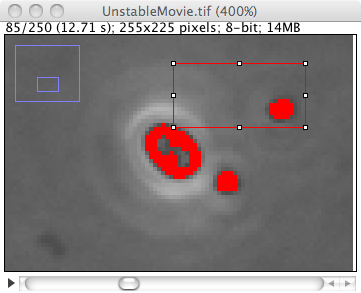 UnstableMovie.tif (400%)
85/250 (12.71 s); 255x225 pixels; 8-bit; 14MB